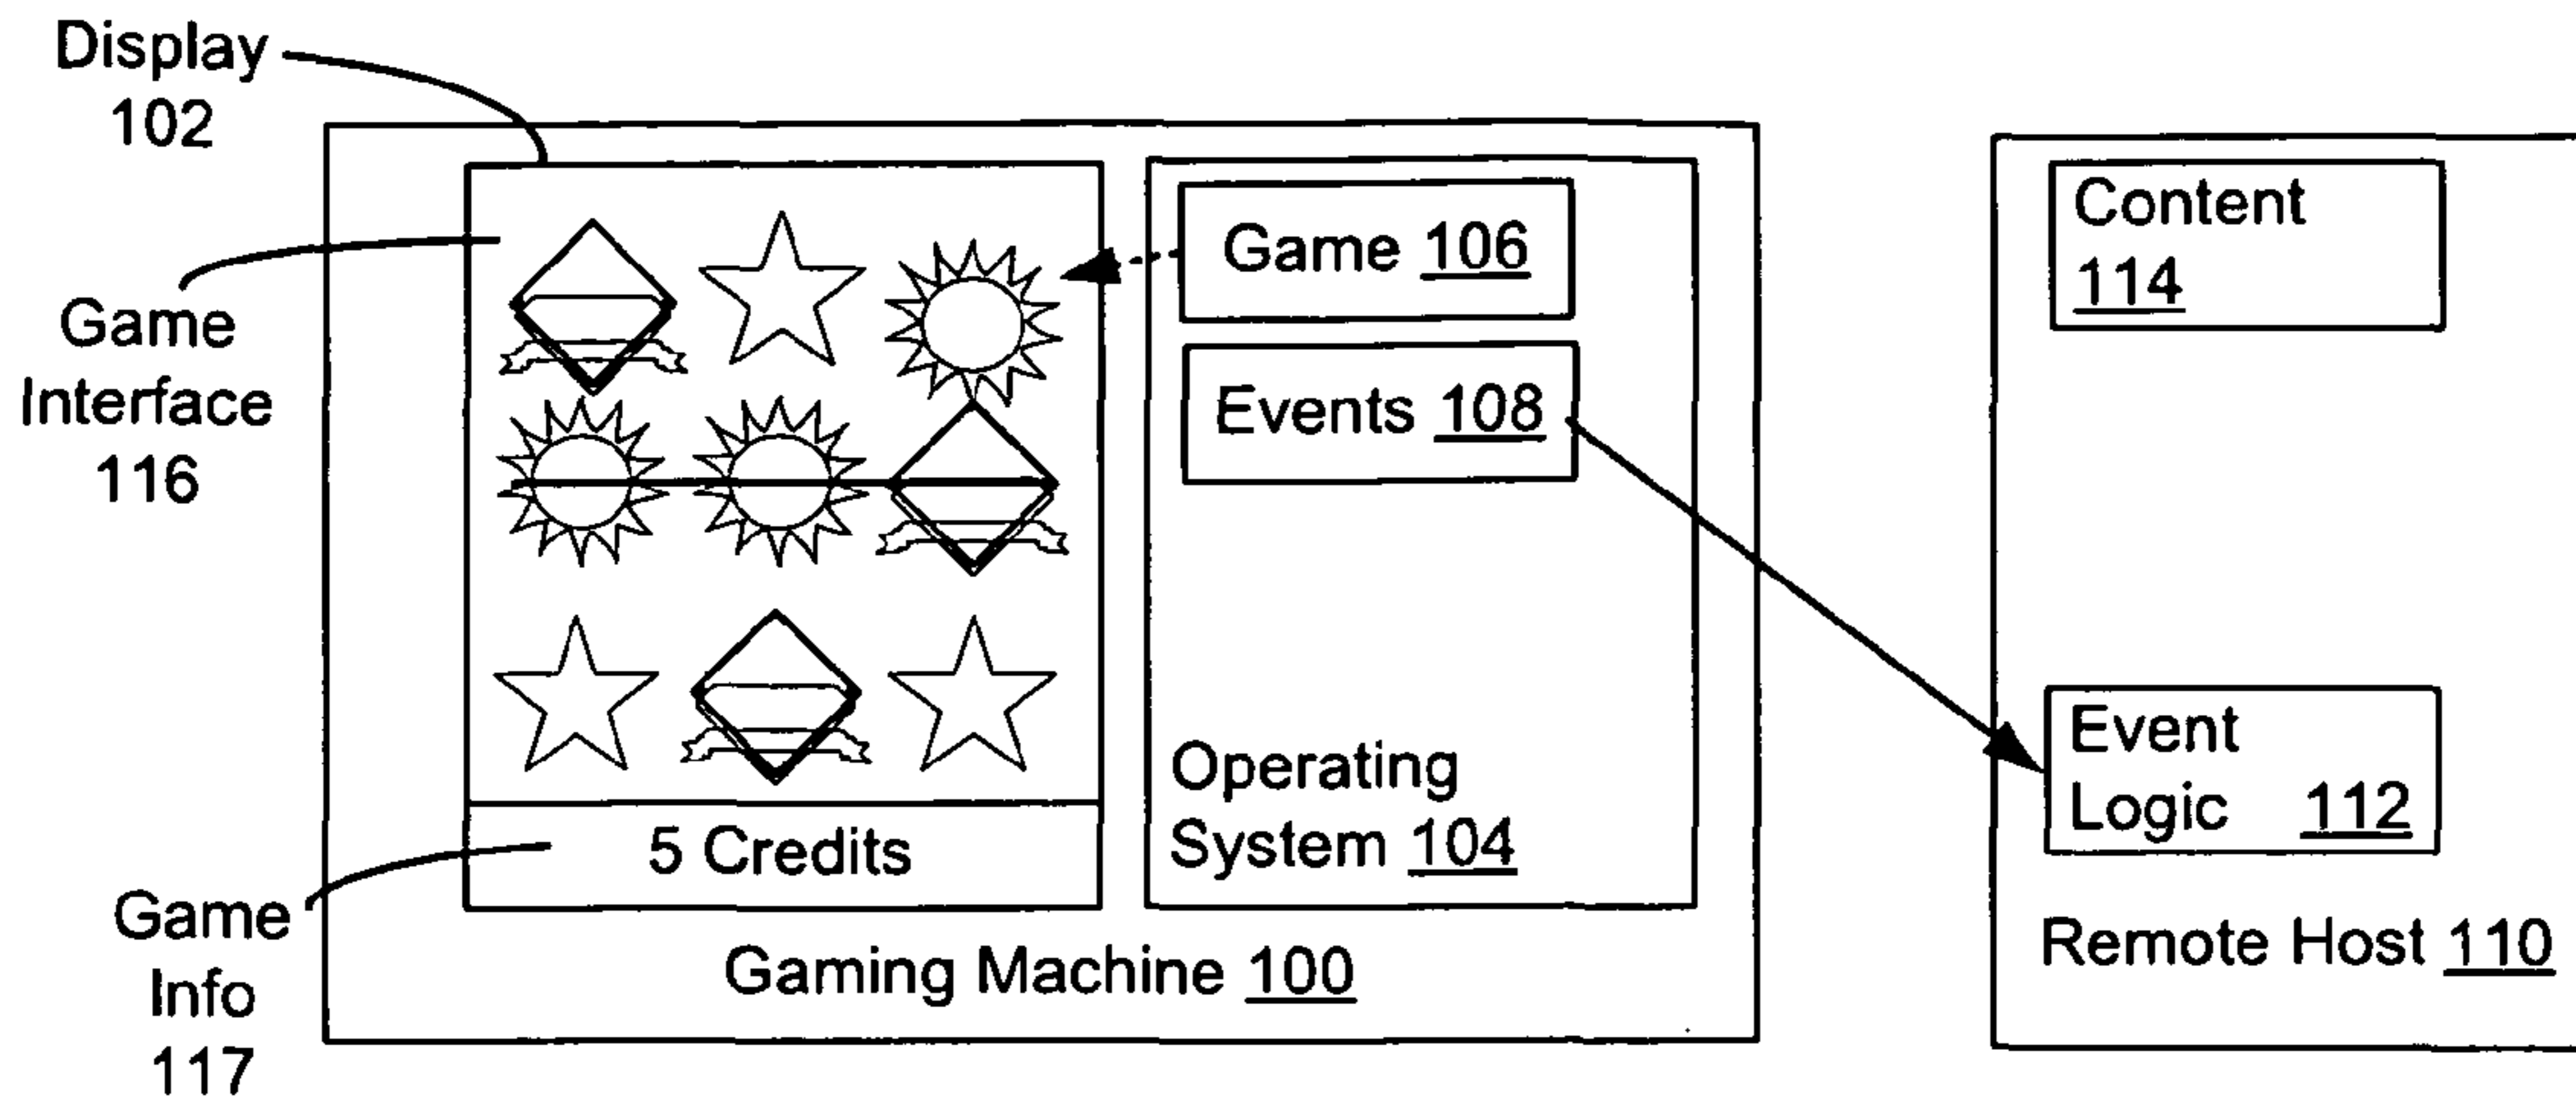 Display
102
Game
Interface
116
Game
Info
117
5 Credits
Game 106
Events 108
Operating
System 104
Gaming Machine 100
Content
114
Event
Logic 112
Remote Host 110